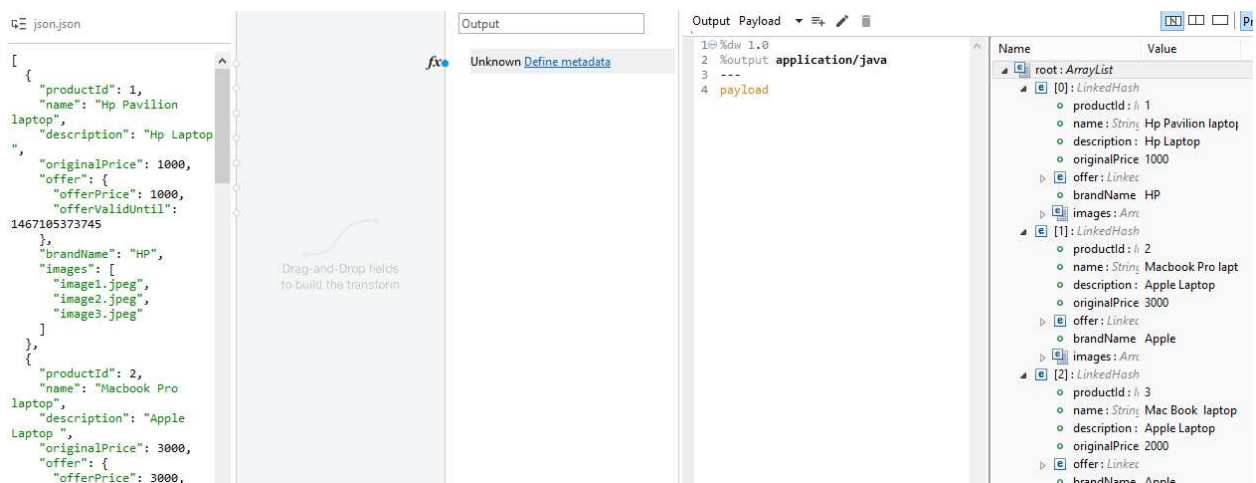 json.json
[
{
"productId": 1,
"name": "Hp Pavilion
laptop",
"description": "Hp Laptop
",
"originalPrice": 1000,
"offer": {
"offerPrice": 1000,
"offerValidUntil":
1467105373745
},
"brandName": "HP",
"images": [
"image1.jpeg",
"image2.jpeg",
"image3.jpeg"
]
},
{
"productId": 2,
"name": "Macbook Pro
laptop",
"description": "Apple
Laptop ",
"originalPrice": 3000,
"offer": {
"offerPrice": 3000,
Drag-and-Drop fields
to build the transform
Output
fx Unknown Define metadata
Output Payload
1 %dw 1.0
2 %output application/java
3 ---
4 payload
Name Value
root : ArrayList
[0] : LinkedHash
productId : 1
name : String Hp Pavilion laptop
description : Hp Laptop
originalPrice 1000
offer : Linked
brandName HP
images : Arra
[1] : LinkedHash
productId : 2
name : String Macbook Pro lapt
description : Apple Laptop
originalPrice 3000
offer : Linked
brandName Apple
images : Arra
[2] : LinkedHash
productId : 3
name : String Mac Book laptop
description : Apple Laptop
originalPrice 2000
offer : Linked
brandName Apple